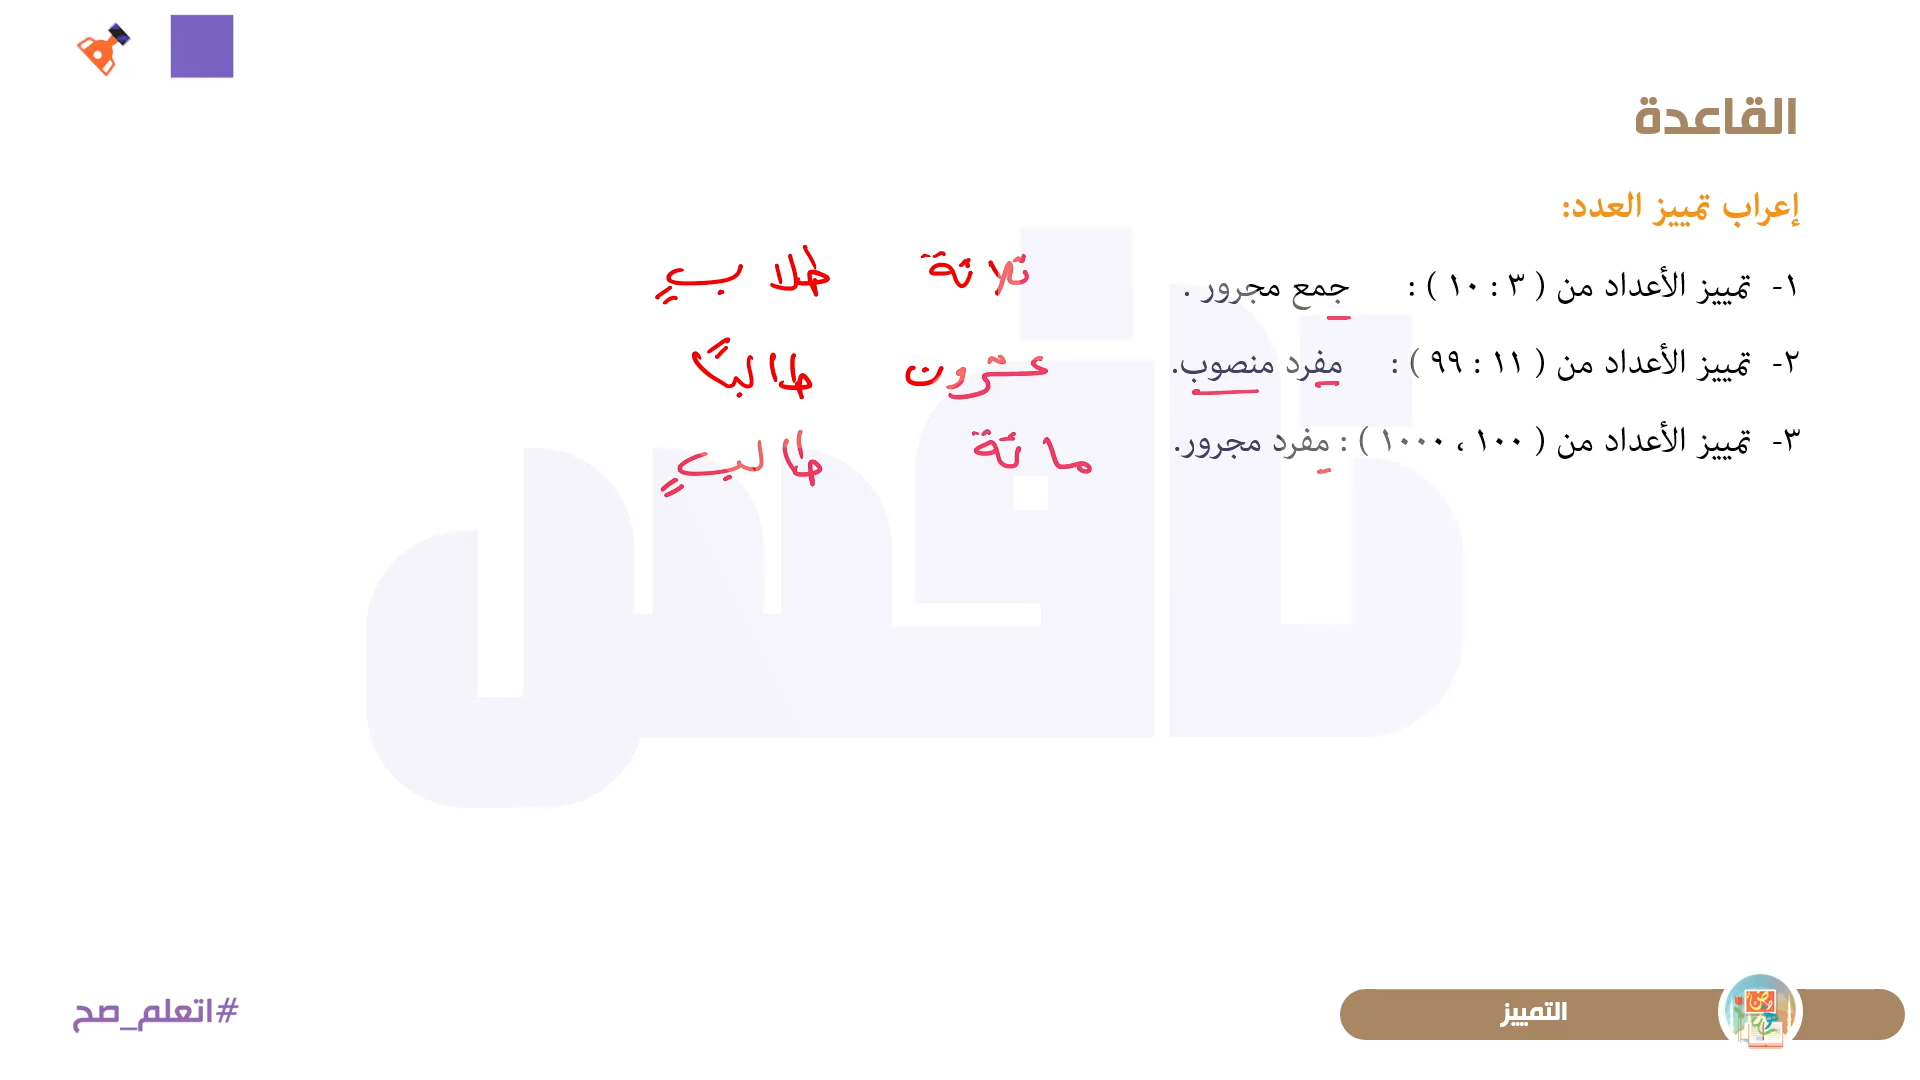 القاعدة
إعراب تمييز العدد:
١- تمييز الأعداد من ( ٣ : ١٠ ) : جمع مجرور . ثلاثة طلابٍ
٢- تمييز الأعداد من ( ١١ : ٩٩ ) : مفرد منصوب. عشرون طالبًا
٣- تمييز الأعداد من ( ١٠٠ ، ١٠٠٠ ) : مفرد مجرور. مائة طالبٍ
نافس
التمييز
#اتعلم_صح